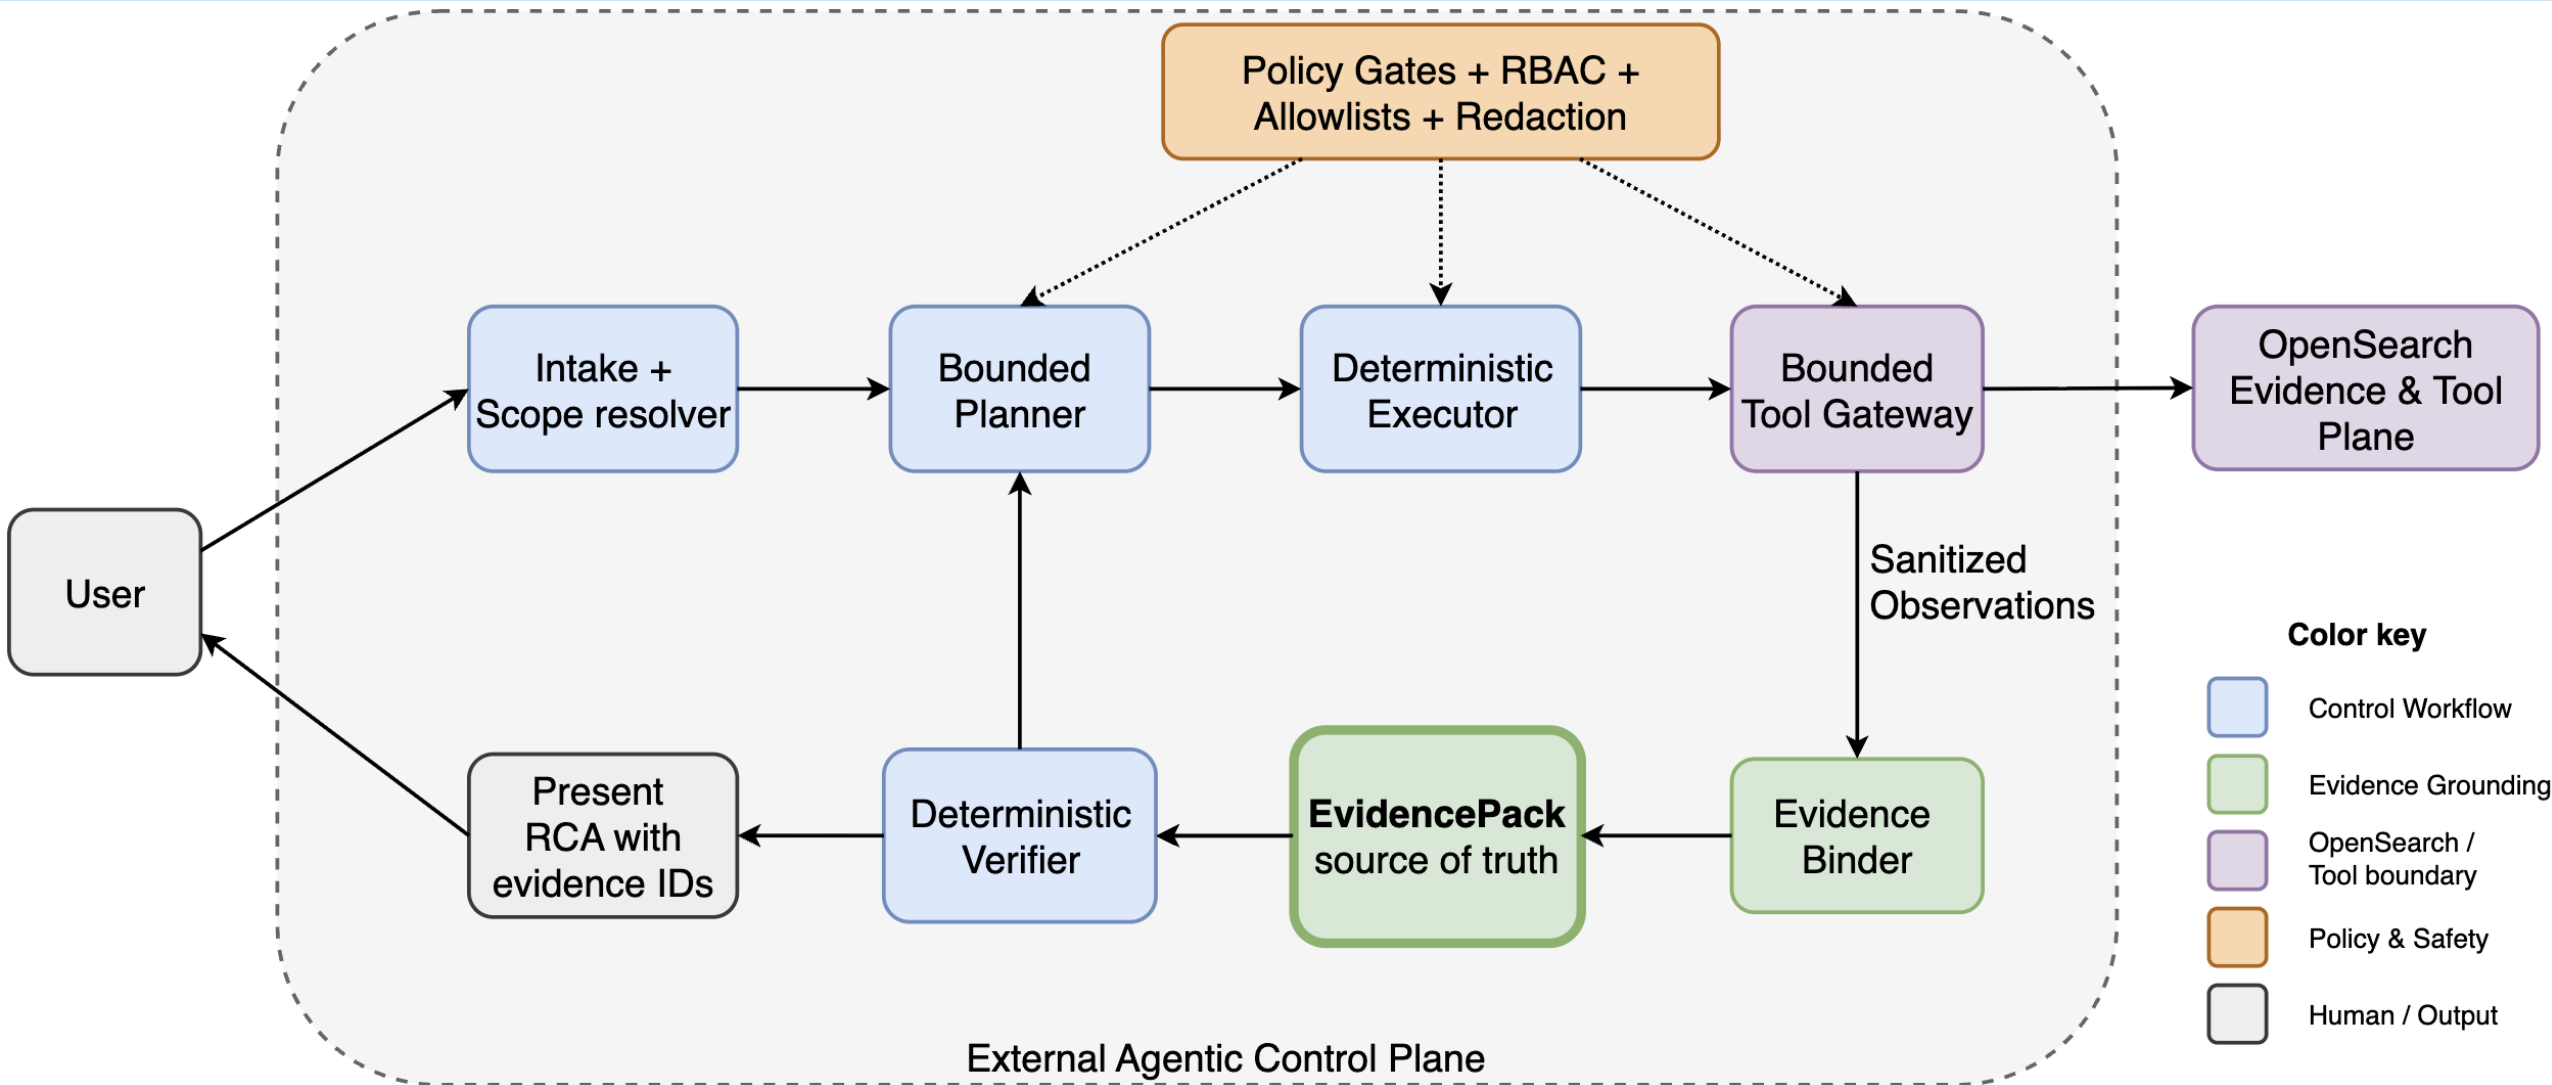 Policy Gates + RBAC +
Allowlists + Redaction
Intake +
Scope resolver
Bounded
Planner
Deterministic
Executor
Bounded
Tool Gateway
OpenSearch
Evidence & Tool
Plane
User
Sanitized
Observations
Present
RCA with
evidence IDs
Deterministic
Verifier
EvidencePack
source of truth
Evidence
Binder
Color key
Control Workflow
Evidence Grounding
OpenSearch /
Tool boundary
Policy & Safety
Human / Output
External Agentic Control Plane